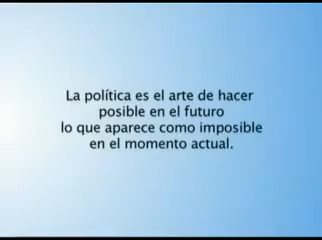 La política es el arte de hacer
posible en el futuro
lo que aparece como imposible
en el momento actual.